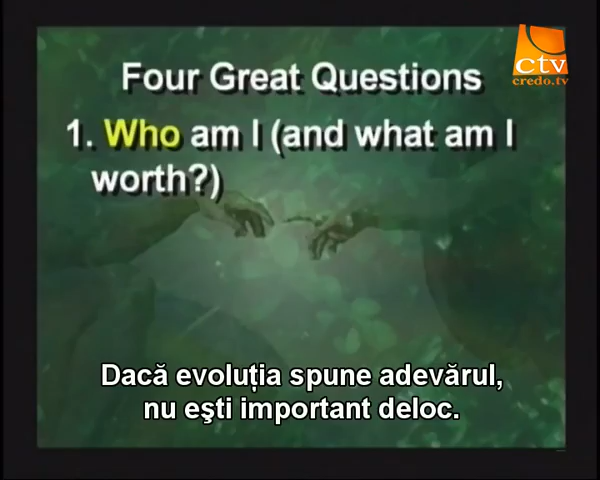 ctv
credo.tv
Four Great Questions
1. Who am I (and what am I
worth?)
Dacă evoluția spune adevărul,
nu eşti important deloc.